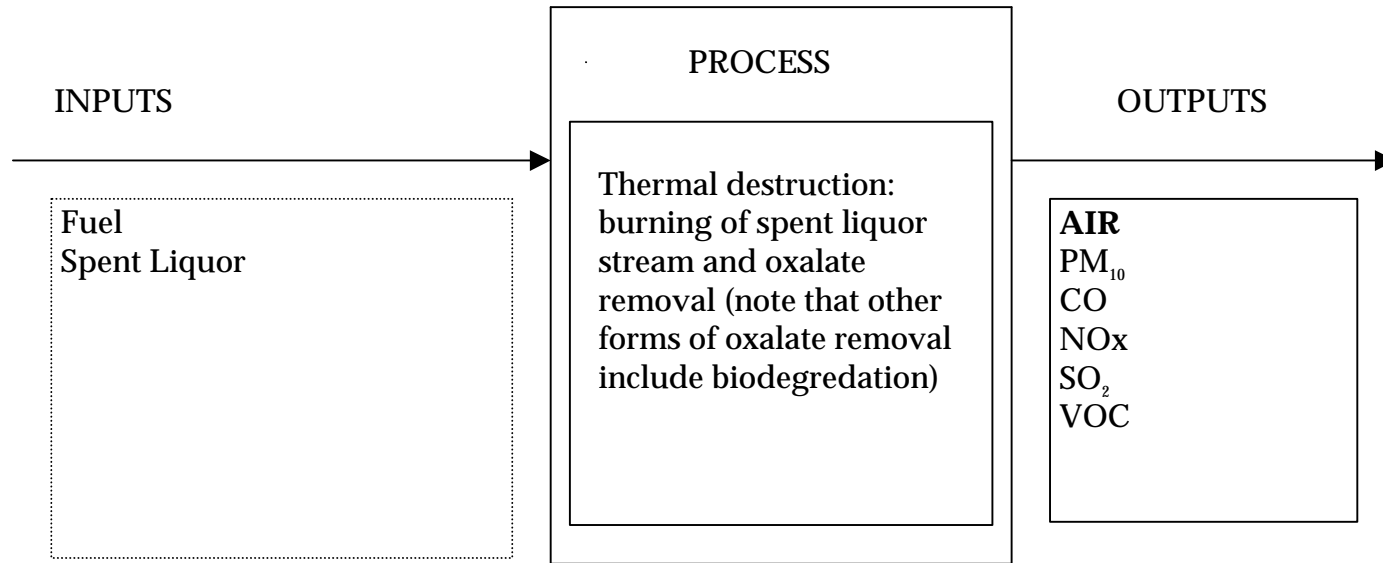 INPUTS
Fuel
Spent Liquor
PROCESS
Thermal destruction:
burning of spent liquor
stream and oxalate
removal (note that other
forms of oxalate removal
include biodegredation)
OUTPUTS
AIR
PM₁₀
CO
NOx
SO₂
VOC